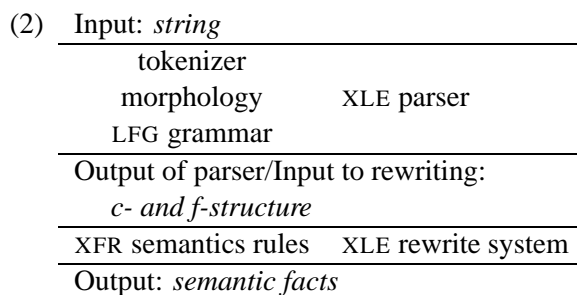 (2) Input: string
tokenizer
morphology XLE parser
LFG grammar
Output of parser/Input to rewriting:
c- and f-structure
XFR semantics rules XLE rewrite system
Output: semantic facts